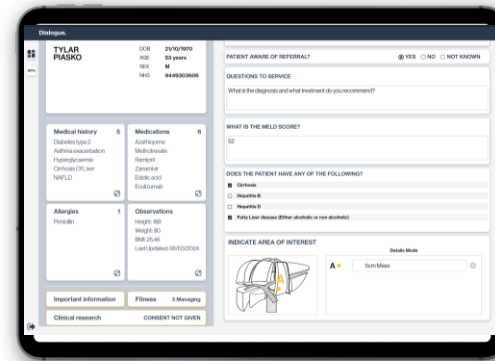 Dialogue.
TYLAR
PIASKO
DOB 21/10/1970
AGE 53 years
SEX M
NHS 9449303606
Medical history 5
Diabetes type 2
Asthma exacerbation
Hyperglycaemia
Cirrhosis Of Liver
NAFLD
Medications 6
Azathioprine
Methotrexate
Ramipril
Zanamivir
Edetic acid
Eculizumab
Allergies 1
Penicillin
Observations
Height: 188
Weight: 90
BMI: 25.46
Last Updated: 08/03/2024
Important information
Fitness 3 Managing
Clinical research CONSENT NOT GIVEN
PATIENT AWARE OF REFERRAL? YES NO NOT KNOWN
QUESTIONS TO SERVICE
What is the diagnosis and what treatment do you recommend?
WHAT IS THE MELD SCORE?
52
DOES THE PATIENT HAVE ANY OF THE FOLLOWING?
Cirrhosis
Hepatitis B
Hepatitis D
Fatty Liver disease (Either alcoholic or non alcoholic)
INDICATE AREA OF INTEREST
Details Mode
A
A 5cm Mass